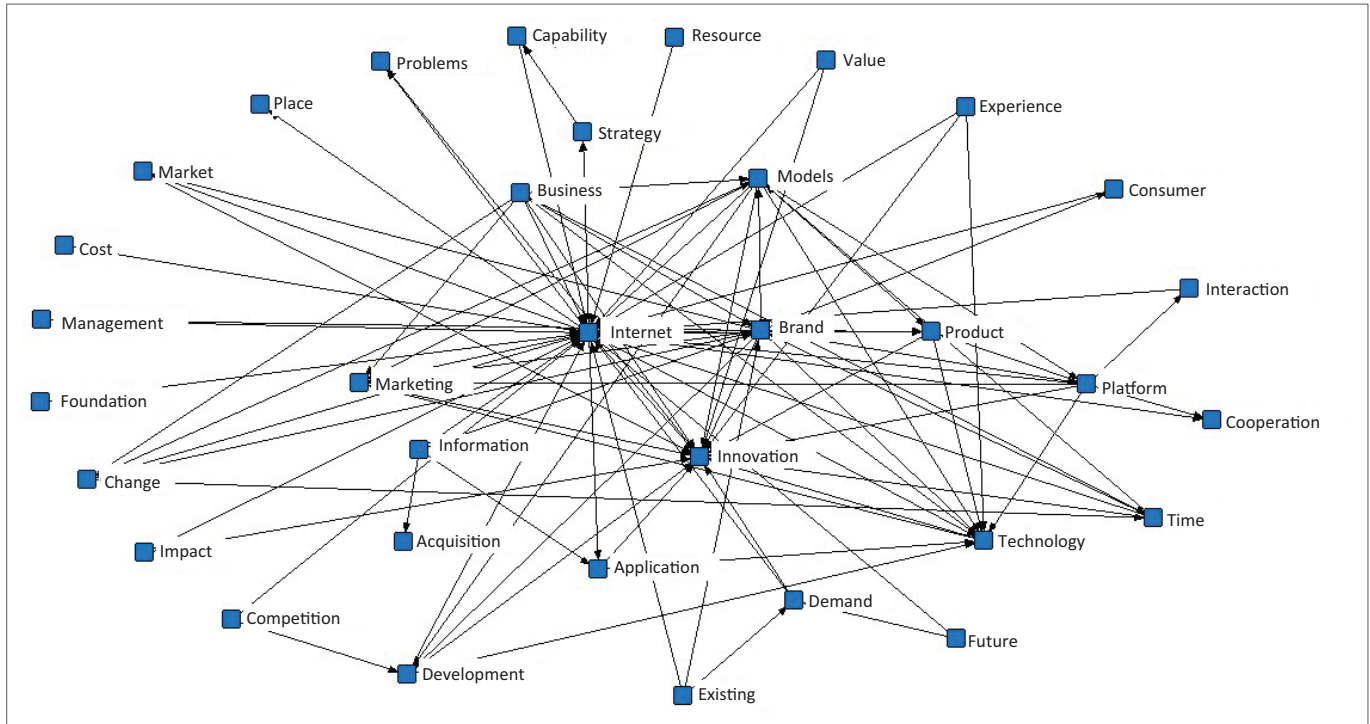 Capability
Resource
Problems
Value
Place
Experience
Strategy
Market
Models
Business
Consumer
Cost
Interaction
Management
Internet
Brand
Product
Marketing
Platform
Foundation
Cooperation
Information
Innovation
Change
Time
Impact
Acquisition
Technology
Application
Demand
Competition
Future
Development
Existing